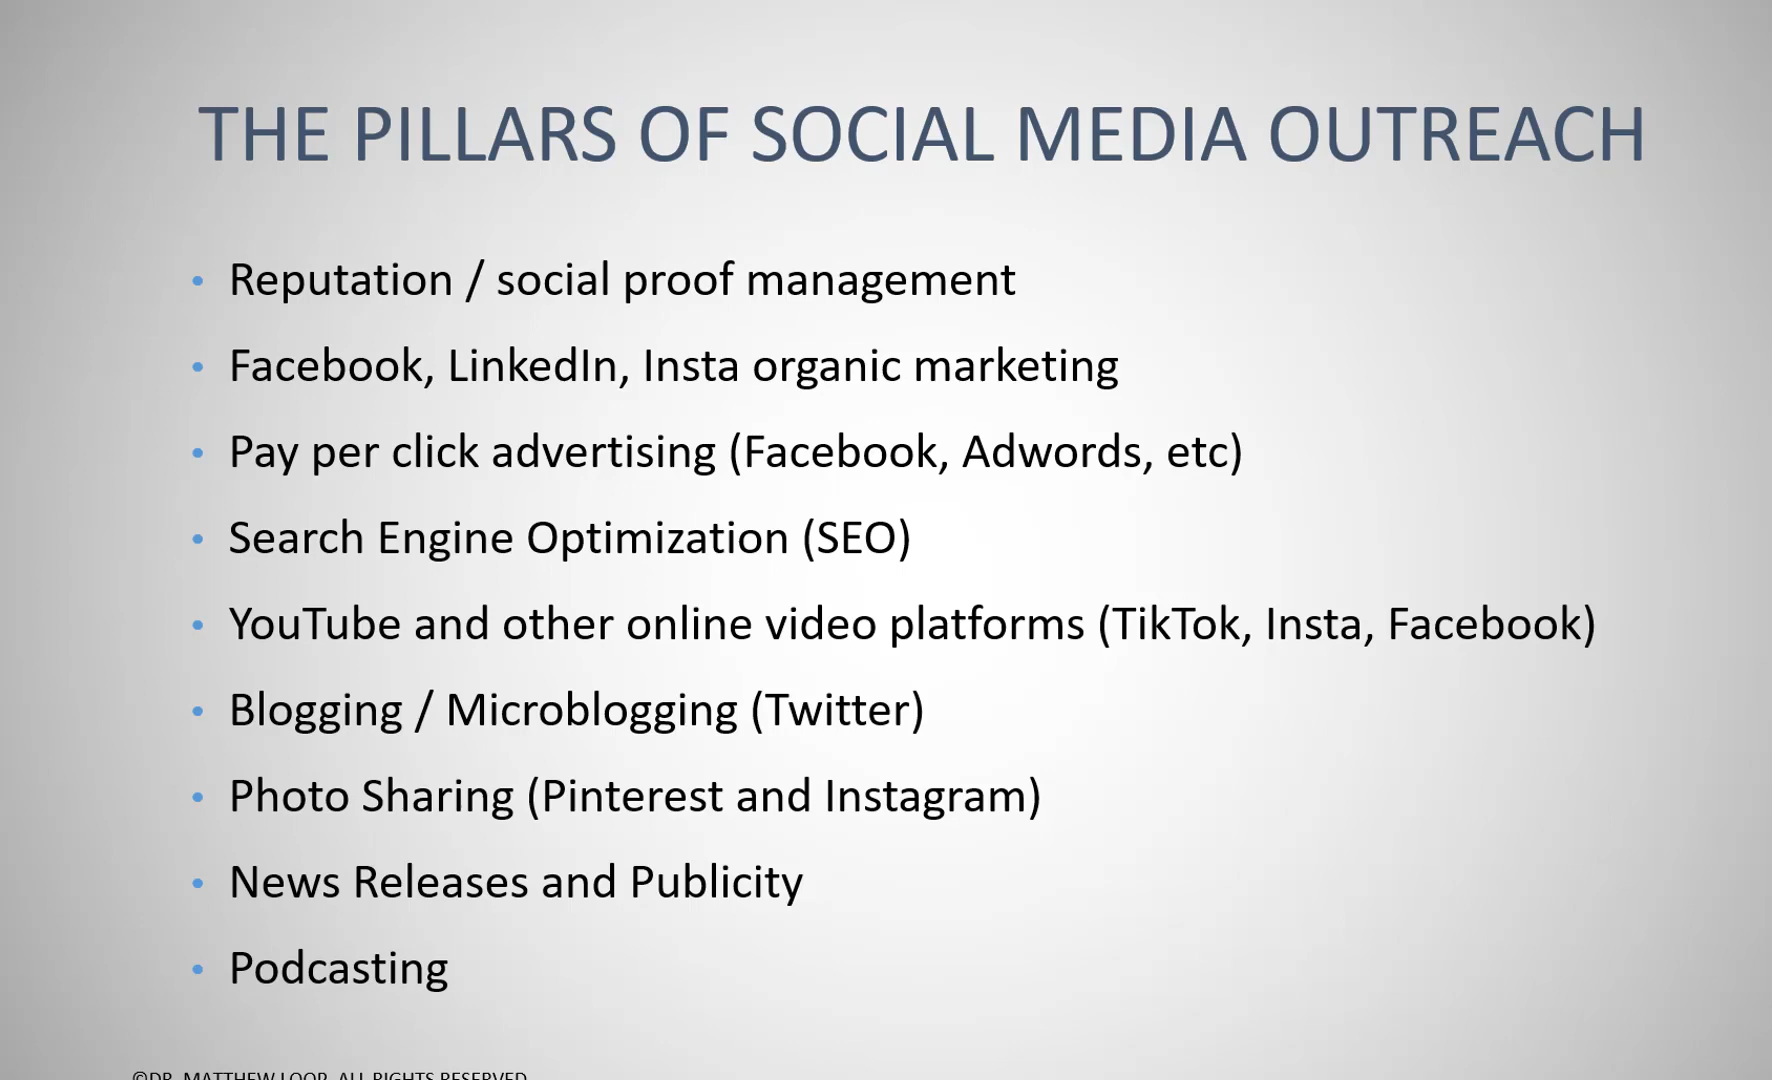 THE PILLARS OF SOCIAL MEDIA OUTREACH
• Reputation / social proof management
• Facebook, LinkedIn, Insta organic marketing
• Pay per click advertising (Facebook, Adwords, etc)
• Search Engine Optimization (SEO)
• YouTube and other online video platforms (TikTok, Insta, Facebook)
• Blogging / Microblogging (Twitter)
• Photo Sharing (Pinterest and Instagram)
• News Releases and Publicity
• Podcasting
©DR. MATTHEW LOOP. ALL RIGHTS RESERVED